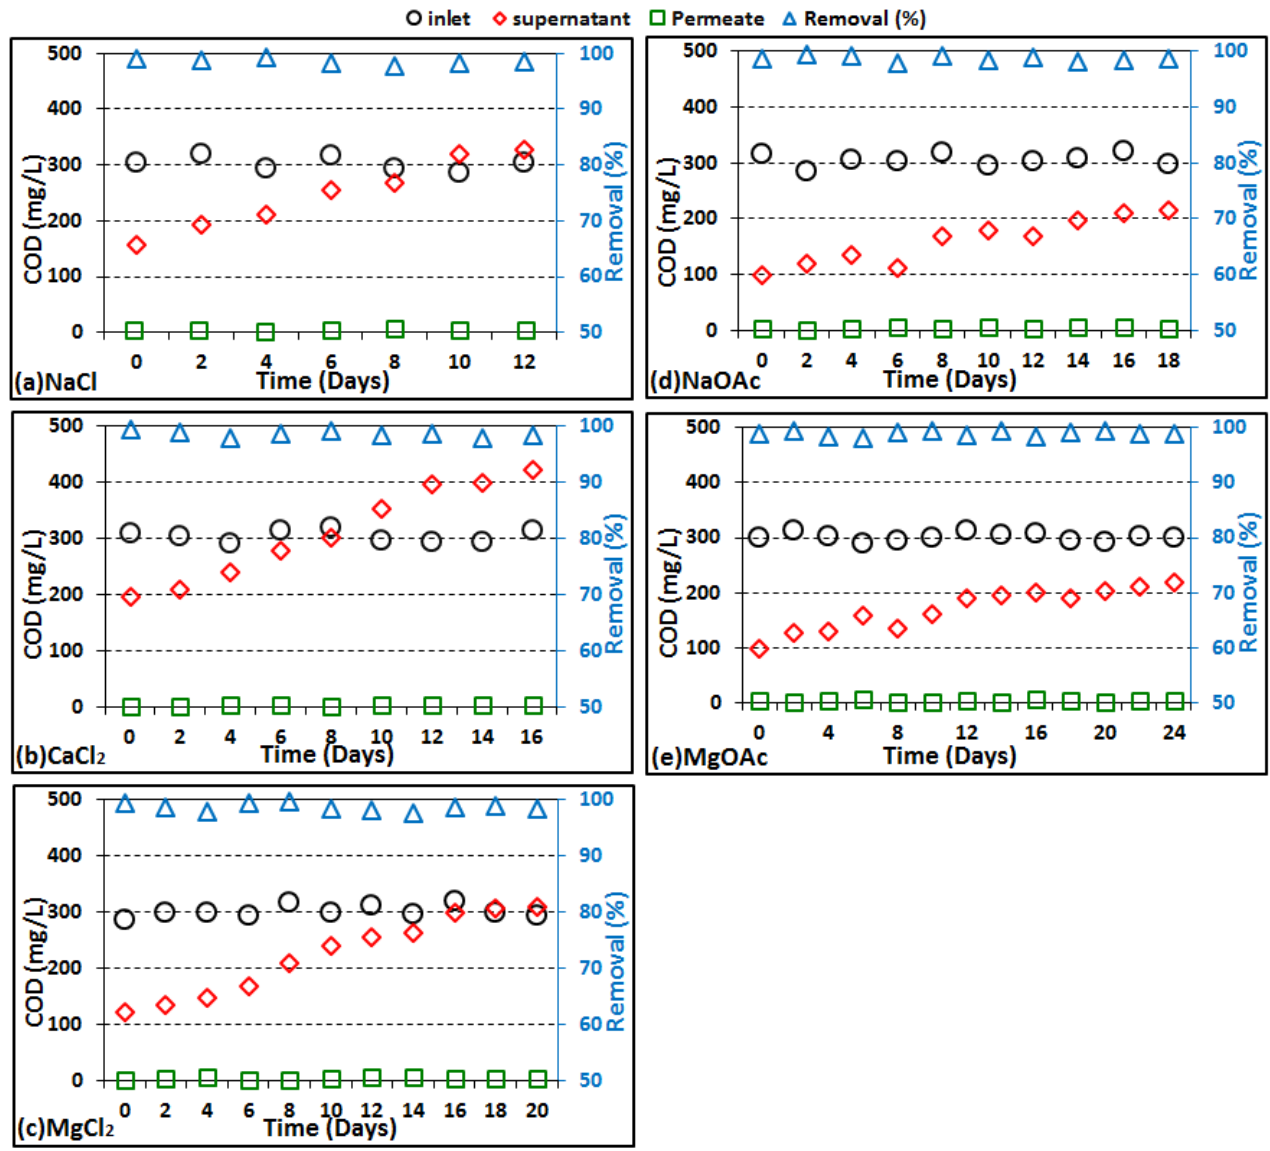 inlet supernatant Permeate Removal (%)
500
400
300
200
100
0
COD (mg/L)
100
90
80
70
60
50
Removal (%)
0 2 4 6 8 10 12
(a)NaCl Time (Days)
500
400
300
200
100
0
COD (mg/L)
100
90
80
70
60
50
Removal (%)
0 2 4 6 8 10 12 14 16 18
(d)NaOAc Time (Days)
500
400
300
200
100
0
COD (mg/L)
100
90
80
70
60
50
Removal (%)
0 2 4 6 8 10 12 14 16
(b)CaCl₂ Time (Days)
500
400
300
200
100
0
COD (mg/L)
100
90
80
70
60
50
Removal (%)
0 4 8 12 16 20 24
(e)MgOAc Time (Days)
500
400
300
200
100
0
COD (mg/L)
100
90
80
70
60
50
Removal (%)
0 2 4 6 8 10 12 14 16 18 20
(c)MgCl₂ Time (Days)